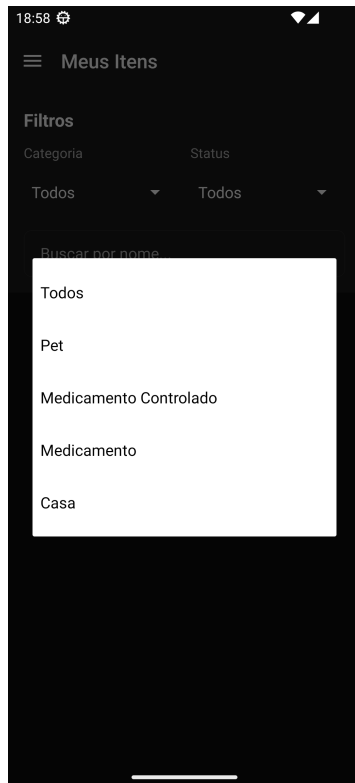 18:58
Meus Itens
Filtros
Categoria Status
Todos Todos
Buscar por nome...
Todos
Pet
Medicamento Controlado
Medicamento
Casa